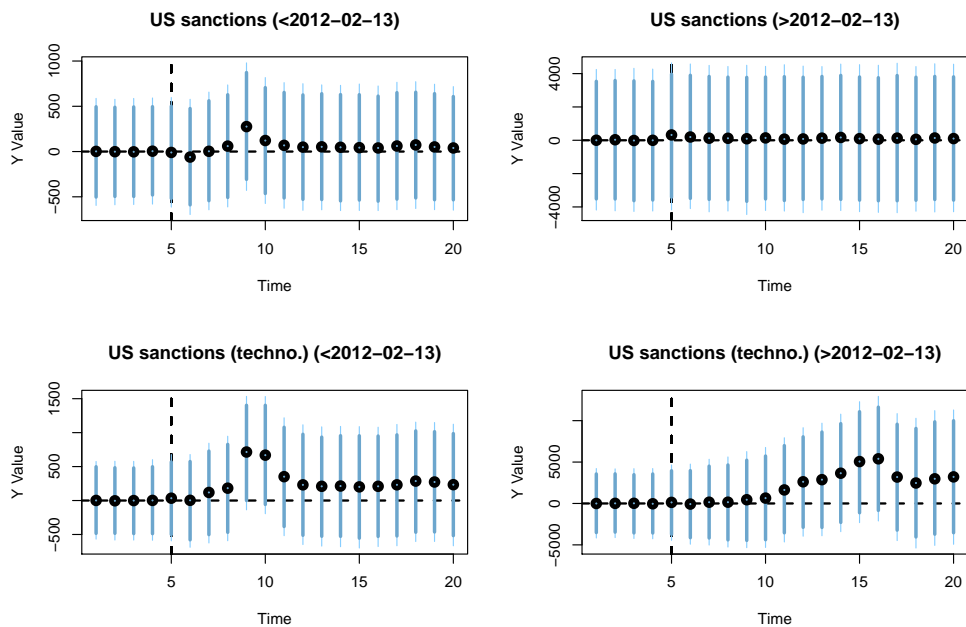 US sanctions (<2012−02−13)
Y Value
1000
500
0
−500
5
10
15
20
Time
US sanctions (>2012−02−13)
Y Value
4000
0
−4000
5
10
15
20
Time
US sanctions (techno.) (<2012−02−13)
Y Value
1500
500
−500
5
10
15
20
Time
US sanctions (techno.) (>2012−02−13)
Y Value
5000
0
−5000
5
10
15
20
Time